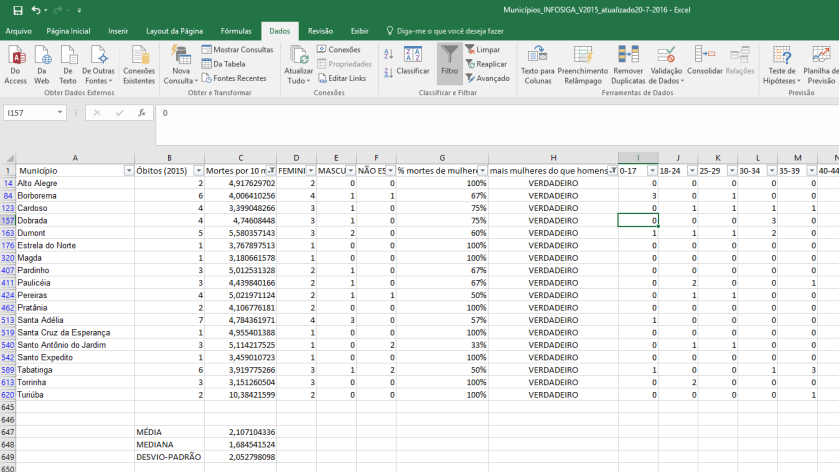 Municípios_INFOSIGA_V2015_atualizado20-7-2016 - Excel
Arquivo Página Inicial Inserir Layout da Página Fórmulas Dados Revisão Exibir Diga-me o que você deseja fazer
Do Access
Da Web
De Texto
De Outras Fontes
Conexões Existentes
Obter Dados Externos
Nova Consulta
Mostrar Consultas
Da Tabela
Fontes Recentes
Obter e Transformar
Atualizar Tudo
Conexões
Propriedades
Editar Links
Conexões
Classificar
Filtro
Limpar
Reaplicar
Avançado
Classificar e Filtrar
Texto para Colunas
Preenchimento Relâmpago
Remover Duplicatas
Validação de Dados
Consolidar
Relações
Ferramentas de Dados
Teste de Hipóteses
Planilha de Previsão
Previsão
I157 fx 0
A B C D E F G H I J K L M N
1 Município Óbitos (2015) Mortes por 10 m FEMINI MASCU NÃO ES % mortes de mulher mais mulheres do que homens 0-17 18-24 25-29 30-34 35-39 40-44
14 Alto Alegre 2 4,917629702 2 0 0 100% VERDADEIRO 0 0 0 0 0
84 Borborema 6 4,006410256 4 1 1 67% VERDADEIRO 3 0 1 0 0
123 Cardoso 4 3,399048266 3 1 0 75% VERDADEIRO 0 1 1 1 1
157 Dobrada 4 4,74608448 3 1 0 75% VERDADEIRO 0 0 0 3 0
163 Dumont 5 5,580357143 3 2 0 60% VERDADEIRO 1 1 1 2 0
176 Estrela do Norte 1 3,767897513 1 0 0 100% VERDADEIRO 0 0 0 0 0
320 Magda 1 3,180661578 1 0 0 100% VERDADEIRO 0 0 0 0 0
407 Pardinho 3 5,012531328 2 1 0 67% VERDADEIRO 0 0 0 0 0
411 Paulicéia 3 4,439840166 2 1 0 67% VERDADEIRO 0 2 0 0 1
424 Pereiras 4 5,021971124 2 1 1 50% VERDADEIRO 0 1 1 0 0
462 Pratânia 2 4,106776181 2 0 0 100% VERDADEIRO 0 0 0 0 0
513 Santa Adélia 7 4,784361971 4 3 0 57% VERDADEIRO 1 0 0 0 0
519 Santa Cruz da Esperança 1 4,955401388 1 0 0 100% VERDADEIRO 0 0 0 0 0
540 Santo Antônio do Jardim 3 5,114217525 1 0 2 33% VERDADEIRO 0 1 1 0 0
542 Santo Expedito 1 3,459010723 1 0 0 100% VERDADEIRO 0 0 0 0 0
589 Tabatinga 6 3,919775266 3 1 2 50% VERDADEIRO 1 0 0 1 3
613 Torrinha 3 3,151260504 3 0 0 100% VERDADEIRO 0 2 0 0 0
620 Turiúba 2 10,38421599 2 0 0 100% VERDADEIRO 0 0 0 0 1
645
646
647 MÉDIA 2,107104336
648 MEDIANA 1,684541524
649 DESVIO-PADRÃO 2,052798098
650